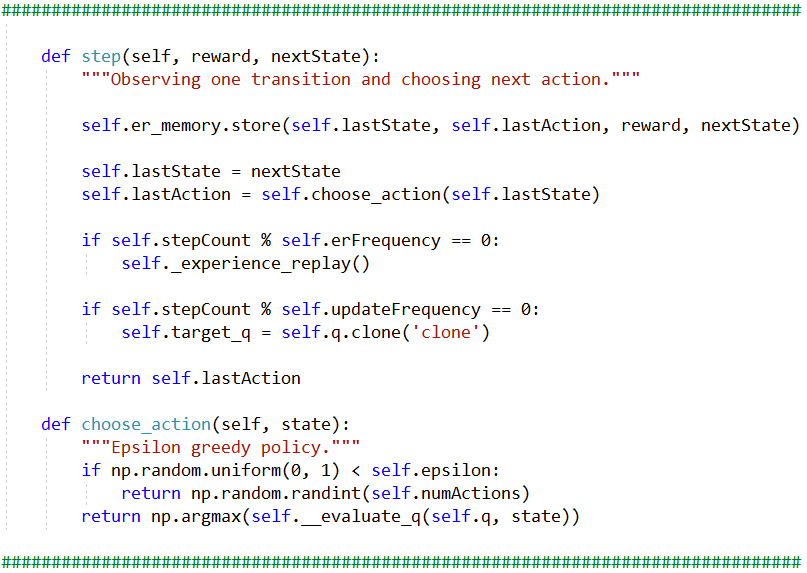 ################################################################################
def step(self, reward, nextState):
"""Observing one transition and choosing next action."""
self.er_memory.store(self.lastState, self.lastAction, reward, nextState)
self.lastState = nextState
self.lastAction = self.choose_action(self.lastState)
if self.stepCount % self.erFrequency == 0:
self._experience_replay()
if self.stepCount % self.updateFrequency == 0:
self.target_q = self.q.clone('clone')
return self.lastAction
def choose_action(self, state):
"""Epsilon greedy policy."""
if np.random.uniform(0, 1) < self.epsilon:
return np.random.randint(self.numActions)
return np.argmax(self.__evaluate_q(self.q, state))
################################################################################